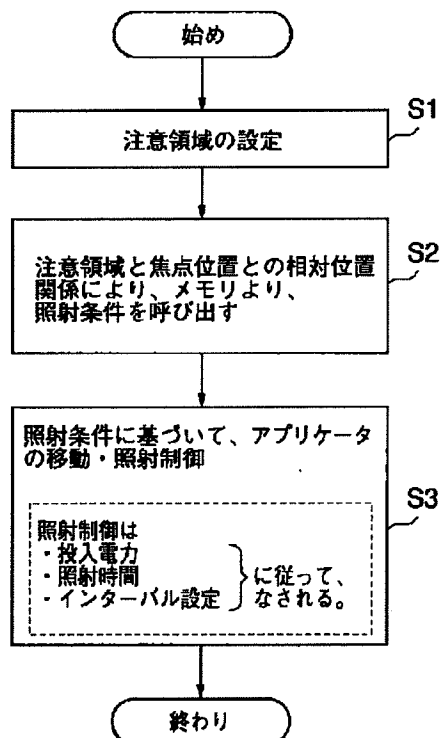 始め
S1
注意領域の設定
S2
注意領域と焦点位置との相対位置
関係により、メモリより、
照射条件を呼び出す
S3
照射条件に基づいて、アプリケータ
の移動・照射制御
照射制御は
・投入電力
・照射時間
・インターバル設定
に従って、
なされる。
終わり